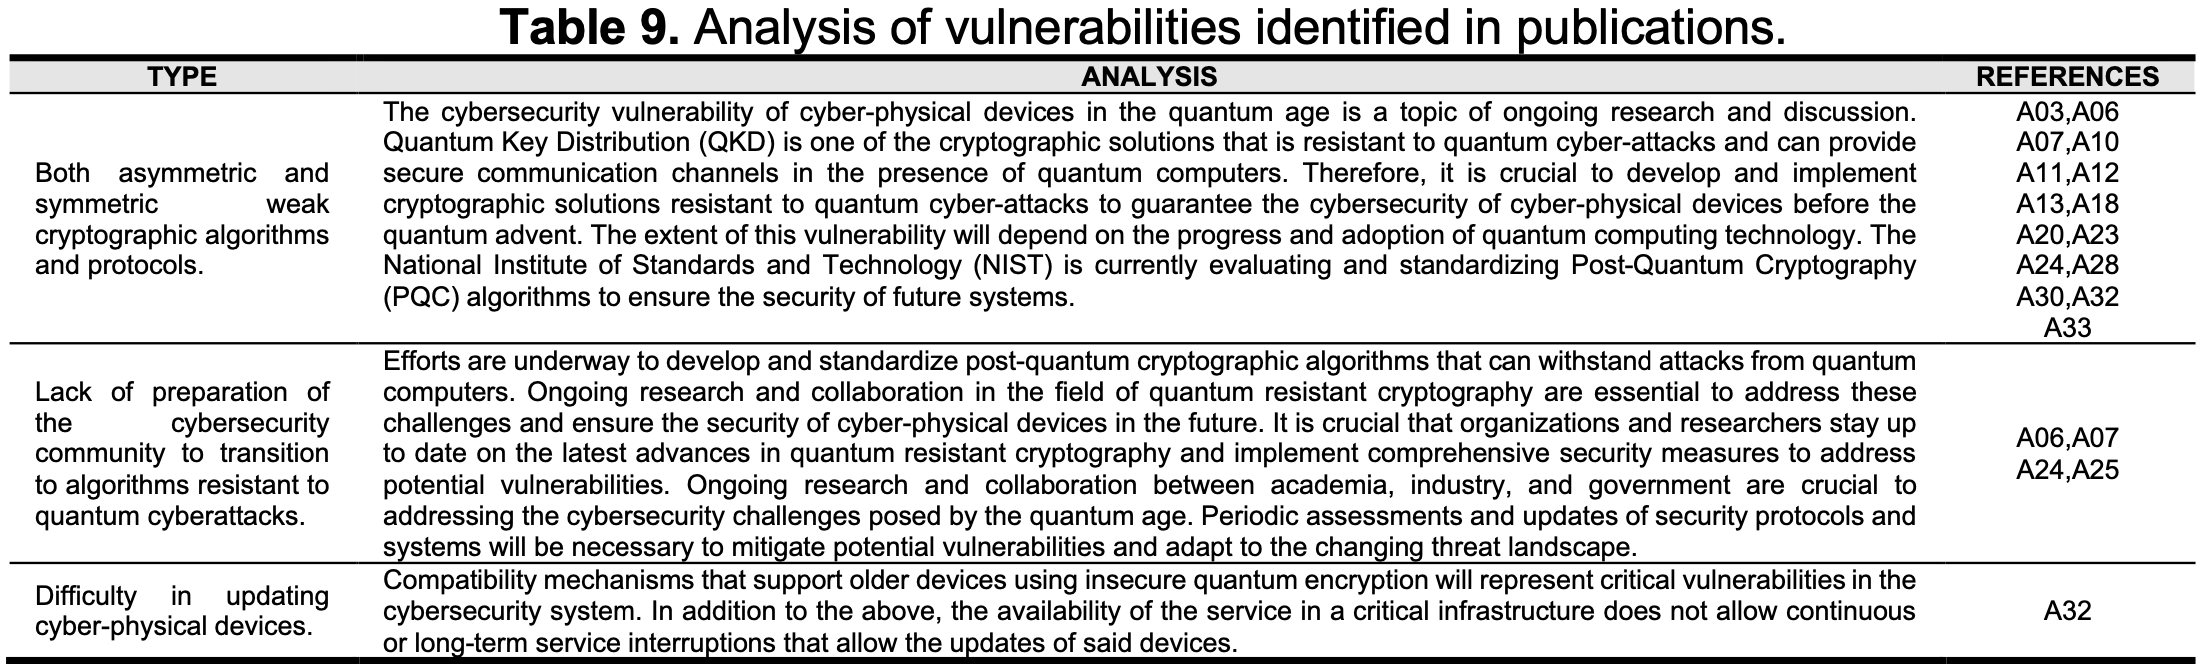 Table 9. Analysis of vulnerabilities identified in publications.
TYPE ANALYSIS REFERENCES
Both asymmetric and
symmetric weak
cryptographic algorithms
and protocols.
The cybersecurity vulnerability of cyber-physical devices in the quantum age is a topic of ongoing research and discussion.
Quantum Key Distribution (QKD) is one of the cryptographic solutions that is resistant to quantum cyber-attacks and can provide
secure communication channels in the presence of quantum computers. Therefore, it is crucial to develop and implement
cryptographic solutions resistant to quantum cyber-attacks to guarantee the cybersecurity of cyber-physical devices before the
quantum advent. The extent of this vulnerability will depend on the progress and adoption of quantum computing technology. The
National Institute of Standards and Technology (NIST) is currently evaluating and standardizing Post-Quantum Cryptography
(PQC) algorithms to ensure the security of future systems.
A03,A06
A07,A10
A11,A12
A13,A18
A20,A23
A24,A28
A30,A32
A33
Lack of preparation of
the cybersecurity
community to transition
to algorithms resistant to
quantum cyberattacks.
Efforts are underway to develop and standardize post-quantum cryptographic algorithms that can withstand attacks from quantum
computers. Ongoing research and collaboration in the field of quantum resistant cryptography are essential to address these
challenges and ensure the security of cyber-physical devices in the future. It is crucial that organizations and researchers stay up
to date on the latest advances in quantum resistant cryptography and implement comprehensive security measures to address
potential vulnerabilities. Ongoing research and collaboration between academia, industry, and government are crucial to
addressing the cybersecurity challenges posed by the quantum age. Periodic assessments and updates of security protocols and
systems will be necessary to mitigate potential vulnerabilities and adapt to the changing threat landscape.
A06,A07
A24,A25
Difficulty in updating
cyber-physical devices.
Compatibility mechanisms that support older devices using insecure quantum encryption will represent critical vulnerabilities in the
cybersecurity system. In addition to the above, the availability of the service in a critical infrastructure does not allow continuous
or long-term service interruptions that allow the updates of said devices.
A32